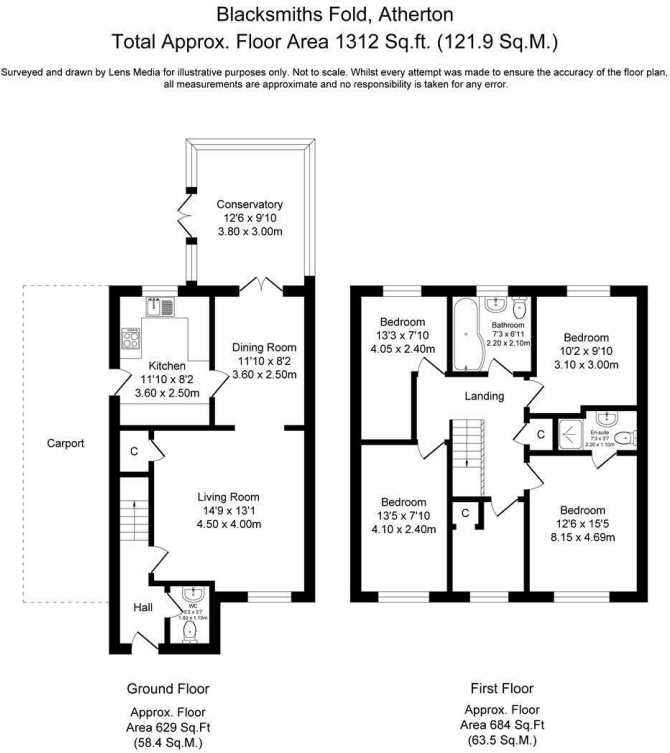 Blacksmiths Fold, Atherton
Total Approx. Floor Area 1312 Sq.ft. (121.9 Sq.M.)
Surveyed and drawn by Lens Media for illustrative purposes only. Not to scale. Whilst every attempt was made to ensure the accuracy of the floor plan,
all measurements are approximate and no responsibility is taken for any error.
Conservatory
12'6 x 9'10
3.80 x 3.00m
Kitchen
11'10 x 8'2
3.60 x 2.50m
Dining Room
11'10 x 8'2
3.60 x 2.50m
Carport
C
Living Room
14'9 x 13'1
4.50 x 4.00m
Hall
WC
5'3 x 3'7
1.60 x 1.10m
Ground Floor
Approx. Floor
Area 629 Sq.Ft
(58.4 Sq.M.)
Bedroom
13'3 x 7'10
4.05 x 2.40m
Bathroom
7'3 x 6'11
2.20 x 2.10m
Bedroom
10'2 x 9'10
3.10 x 3.00m
Landing
C
En-suite
7'3 x 3'7
2.20 x 1.10m
Bedroom
13'5 x 7'10
4.10 x 2.40m
C
Bedroom
12'6 x 15'5
8.15 x 4.69m
First Floor
Approx. Floor
Area 684 Sq.Ft
(63.5 Sq.M.)